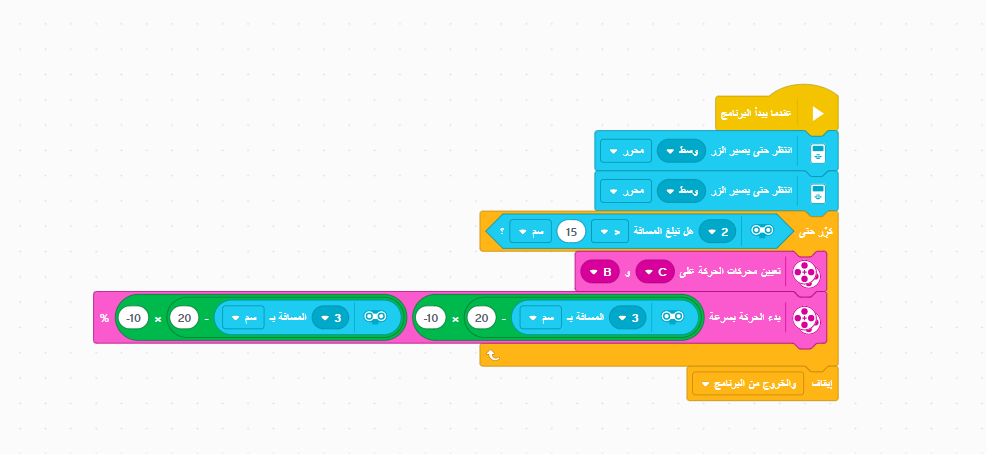 عندما يبدأ البرنامج
انتظر حتى يصير الزر وسط محرر
انتظر حتى يصير الزر وسط محرر
كرّر حتى 2 هل تبلغ المسافة > 15 سم ؟
تعيين محركات الحركة على C و B
بدء الحركة بسرعة 3 المسافة بـ سم - 20 × -10 3 المسافة بـ سم - 20 × -10 %
إيقاف والخروج من البرنامج